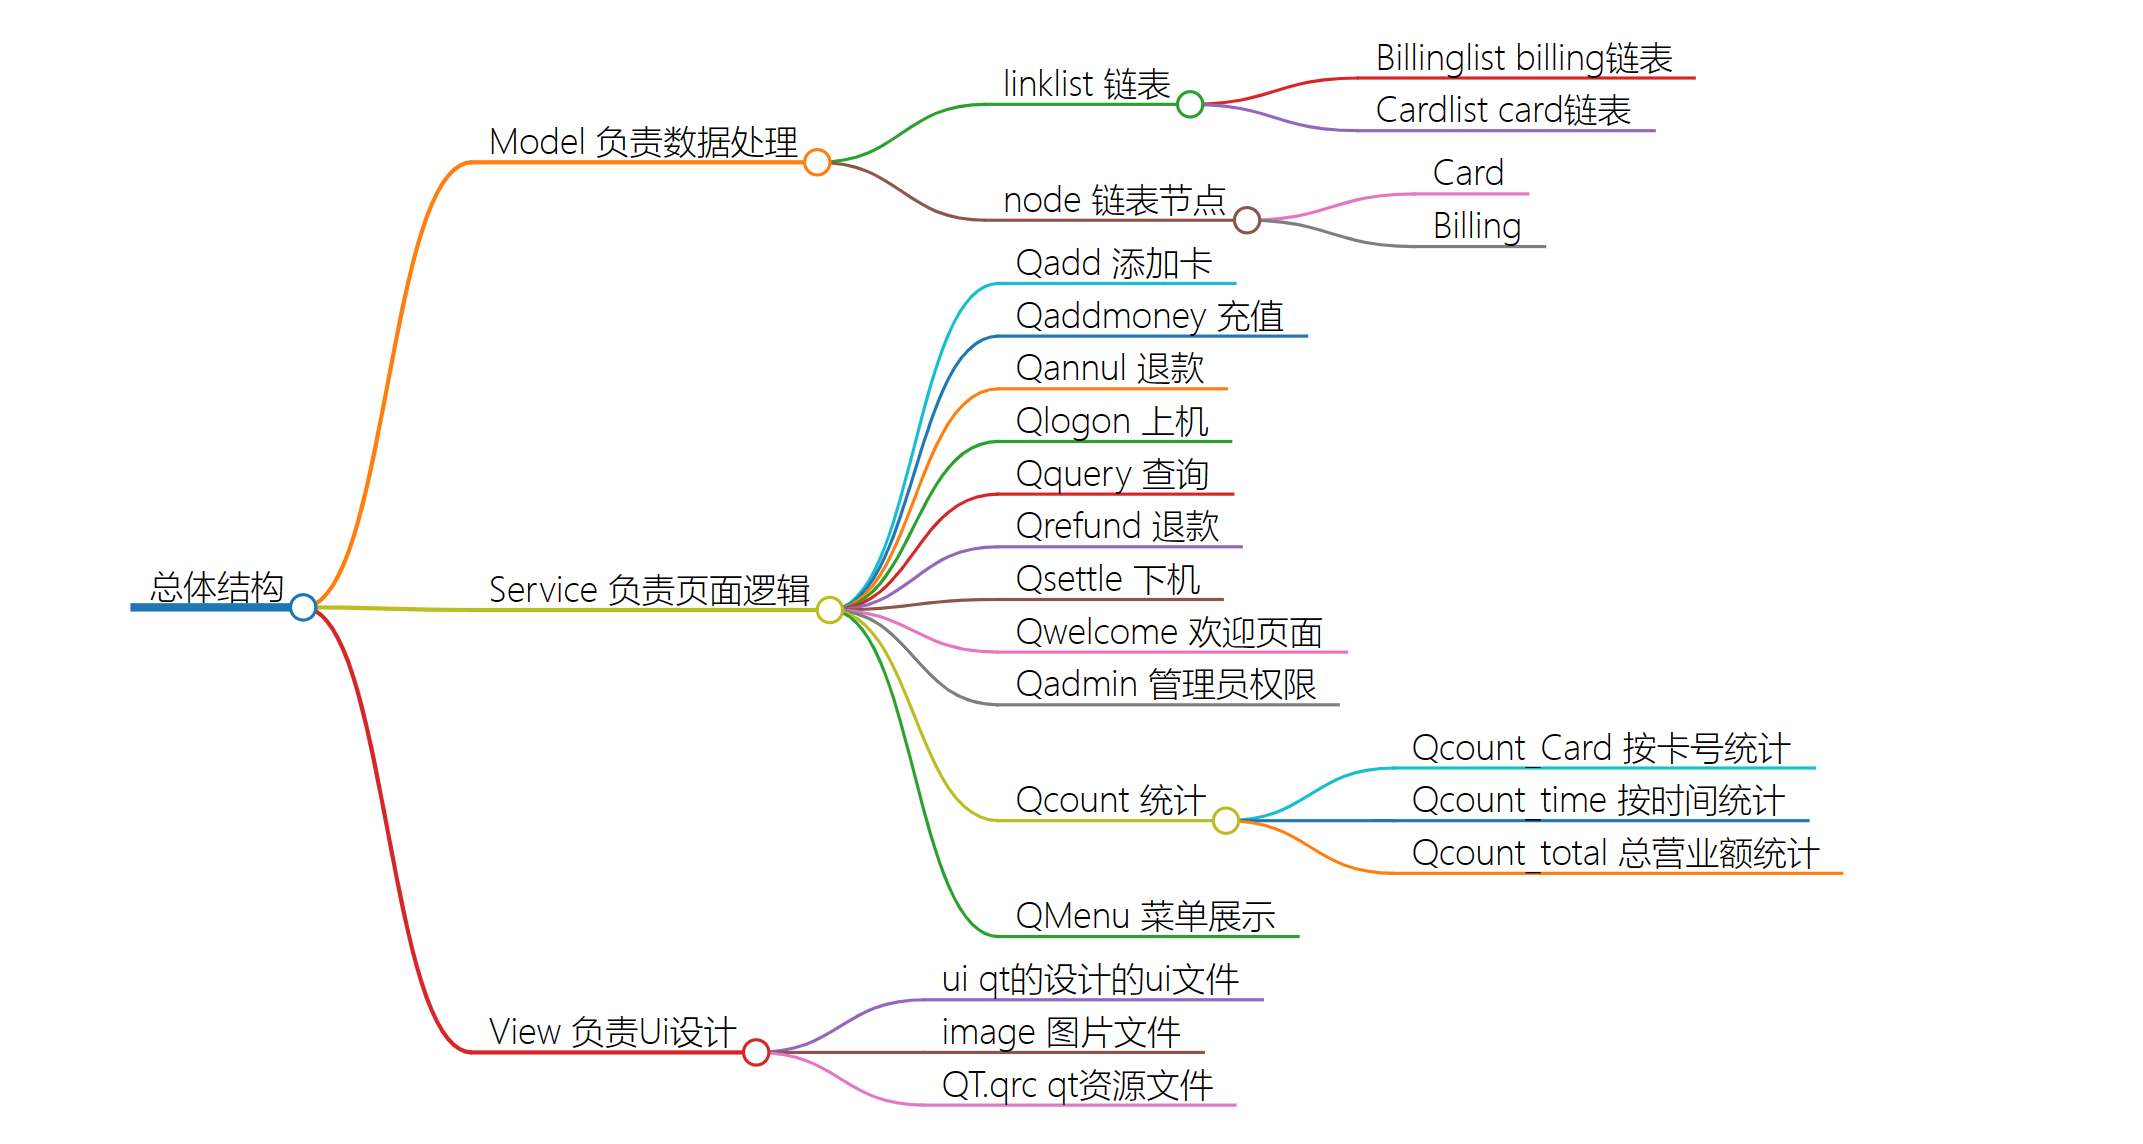 总体结构
Model 负责数据处理
linklist 链表
Billinglist billing链表
Cardlist card链表
node 链表节点
Card
Billing
Service 负责页面逻辑
Qadd 添加卡
Qaddmoney 充值
Qannul 退款
Qlogon 上机
Qquery 查询
Qrefund 退款
Qsettle 下机
Qwelcome 欢迎页面
Qadmin 管理员权限
Qcount 统计
Qcount_Card 按卡号统计
Qcount_time 按时间统计
Qcount_total 总营业额统计
QMenu 菜单展示
View 负责Ui设计
ui qt的设计的ui文件
image 图片文件
QT.qrc qt资源文件